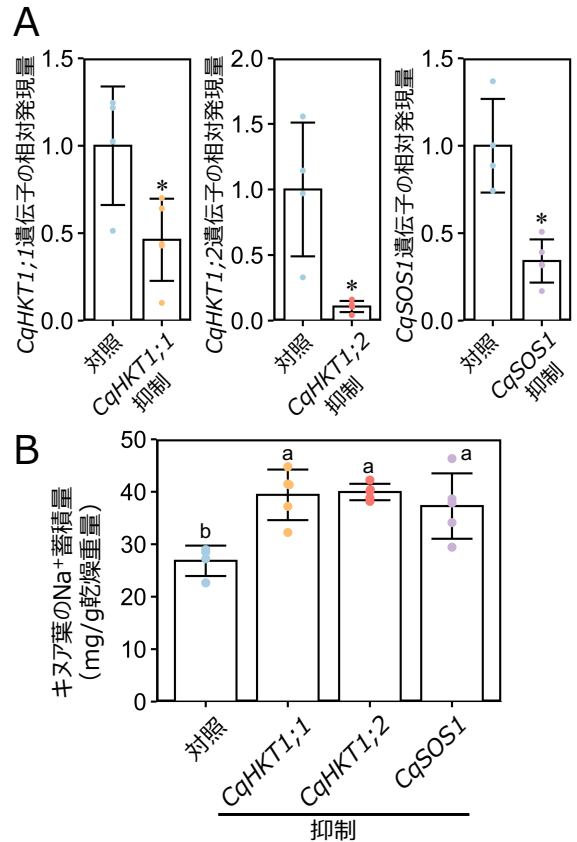 A
CqHKT1;1遺伝子の相対発現量
1.5
1.0
0.5
0.0
*
対照
CqHKT1;1
抑制
CqHKT1;2遺伝子の相対発現量
2.0
1.5
1.0
0.5
0.0
*
対照
CqHKT1;2
抑制
CqSOS1遺伝子の相対発現量
1.5
1.0
0.5
0.0
*
対照
CqSOS1
抑制
B
キヌア葉のNa⁺蓄積量
(mg/g乾燥重量)
50
40
30
20
10
0
b
a
a
a
対照
CqHKT1;1
CqHKT1;2
CqSOS1
抑制